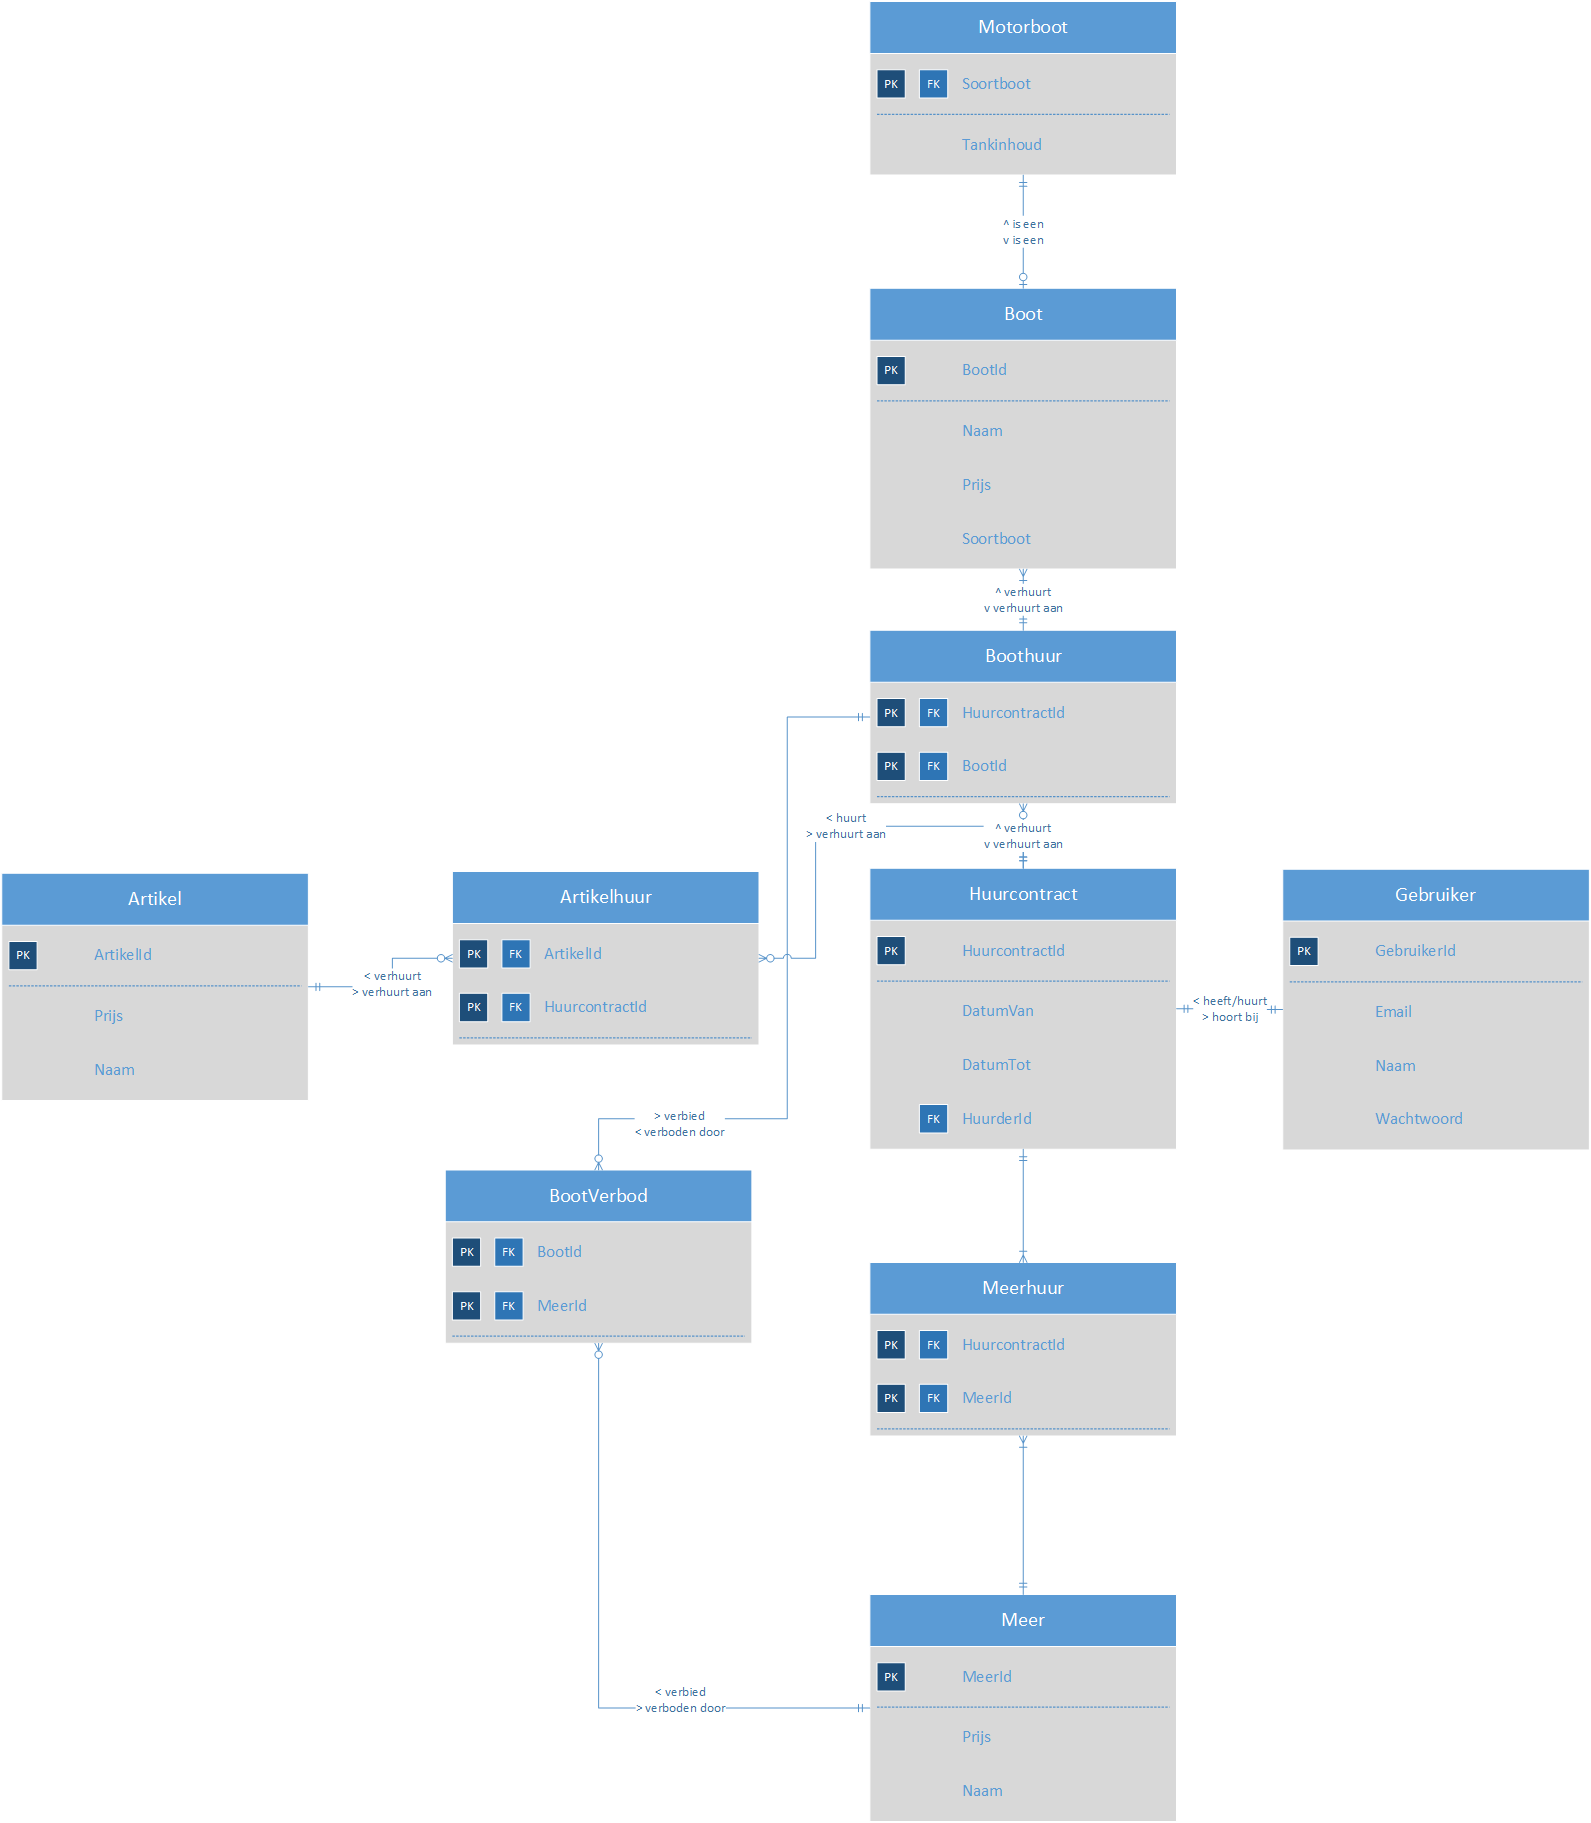 Motorboot
PK FK Soortboot
Tankinhoud
^ is een
v is een
Boot
PK BootId
Naam
Prijs
Soortboot
^ verhuurt
v verhuurt aan
Boothuur
PK FK HuurcontractId
PK FK BootId
< huurt
> verhuurt aan
^ verhuurt
v verhuurt aan
Artikel
PK ArtikelId
Prijs
Naam
< verhuurt
> verhuurt aan
Artikelhuur
PK FK ArtikelId
PK FK HuurcontractId
Huurcontract
PK HuurcontractId
DatumVan
DatumTot
FK HuurderId
< heeft/huurt
> hoort bij
Gebruiker
PK GebruikerId
Email
Naam
Wachtwoord
> verbied
< verboden door
BootVerbod
PK FK BootId
PK FK MeerId
Meerhuur
PK FK HuurcontractId
PK FK MeerId
< verbied
> verboden door
Meer
PK MeerId
Prijs
Naam